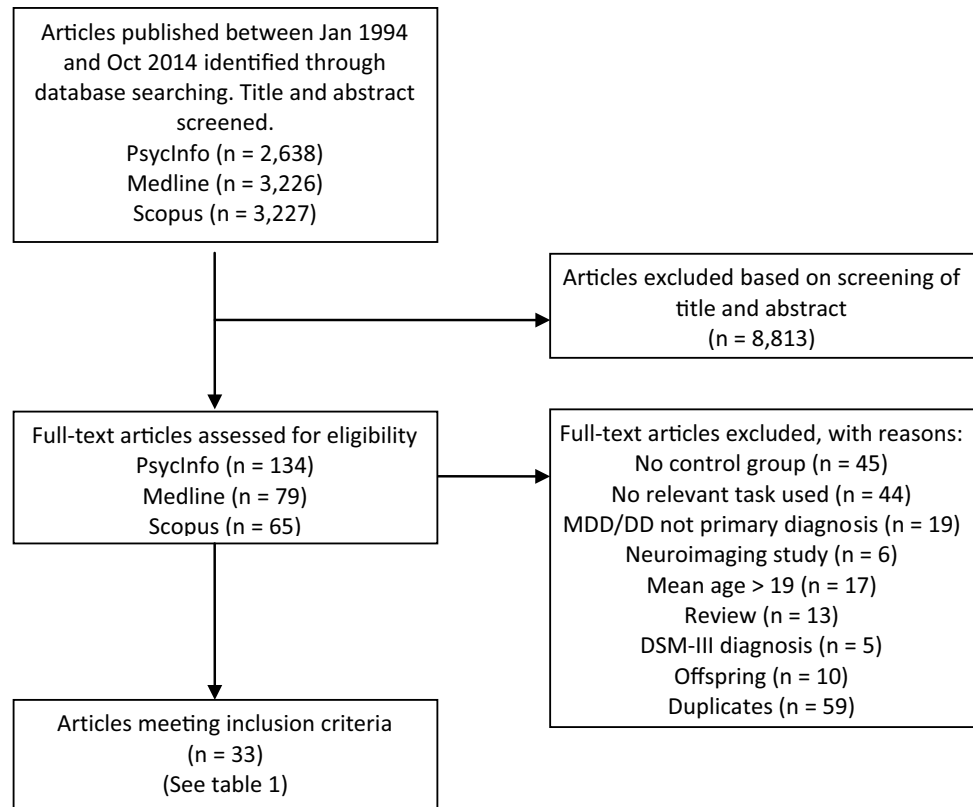 Articles published between Jan 1994
and Oct 2014 identified through
database searching. Title and abstract
screened.
PsycInfo (n = 2,638)
Medline (n = 3,226)
Scopus (n = 3,227)
Articles excluded based on screening of
title and abstract
(n = 8,813)
Full-text articles assessed for eligibility
PsycInfo (n = 134)
Medline (n = 79)
Scopus (n = 65)
Full-text articles excluded, with reasons:
No control group (n = 45)
No relevant task used (n = 44)
MDD/DD not primary diagnosis (n = 19)
Neuroimaging study (n = 6)
Mean age > 19 (n = 17)
Review (n = 13)
DSM-III diagnosis (n = 5)
Offspring (n = 10)
Duplicates (n = 59)
Articles meeting inclusion criteria
(n = 33)
(See table 1)